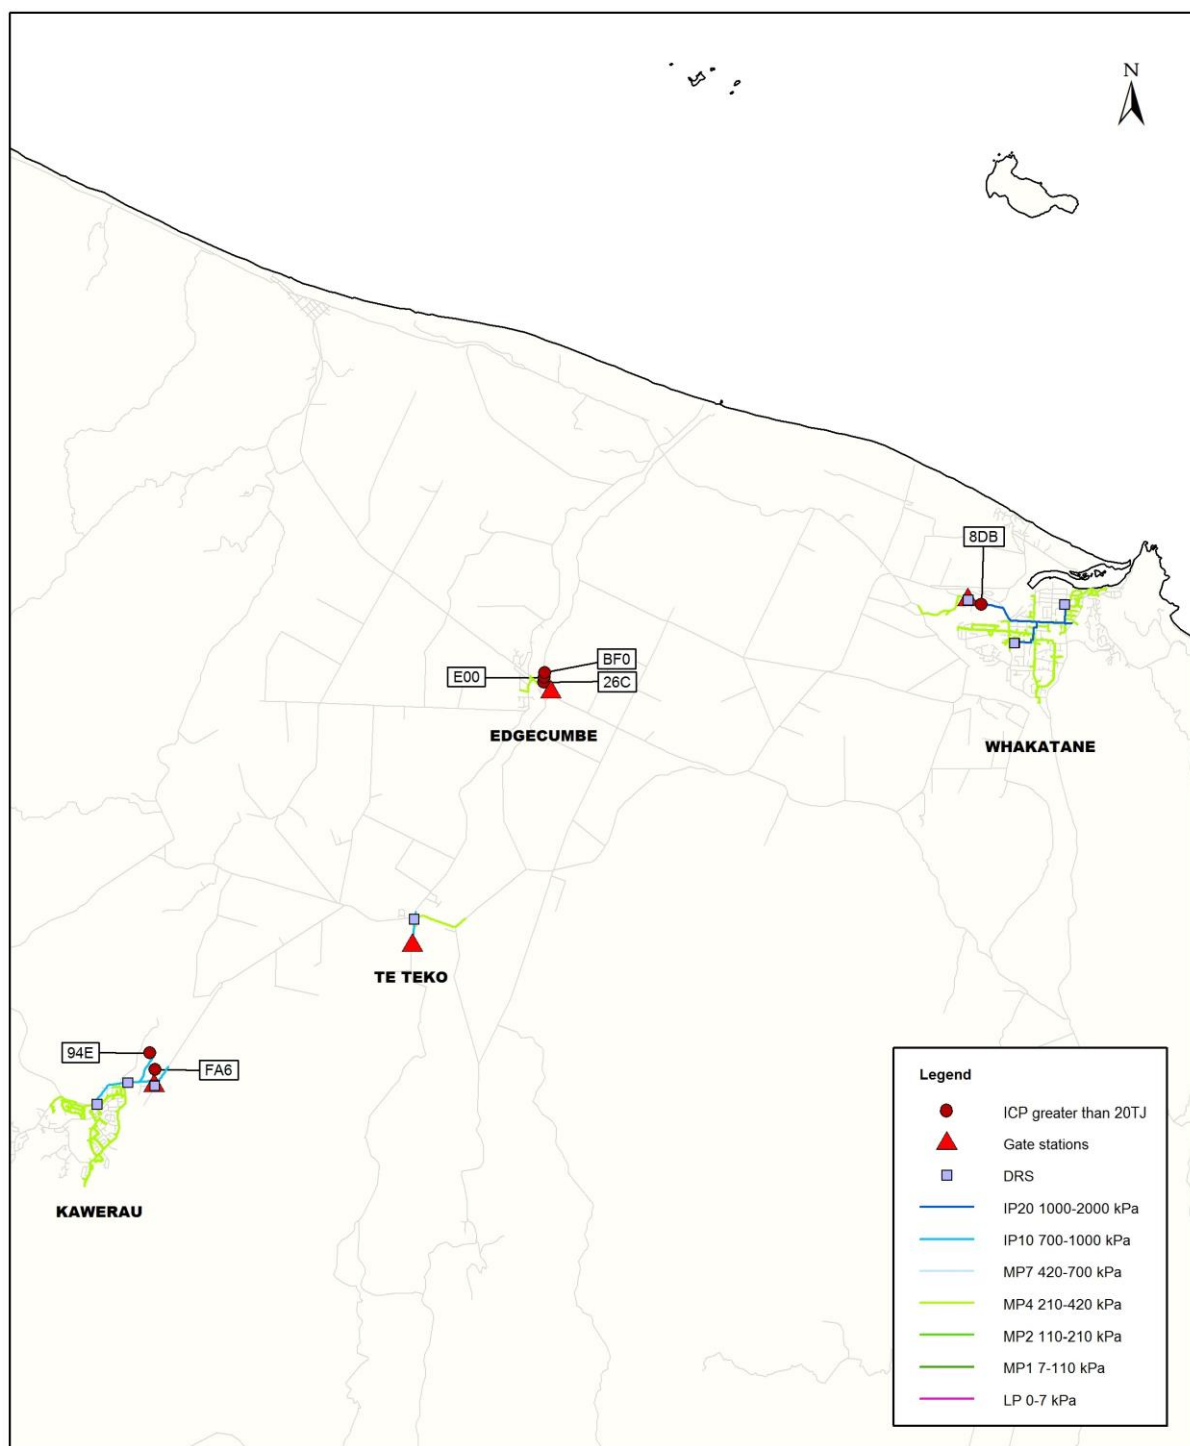 N
8DB
BF0
E00
26C
EDGECUMBE
WHAKATANE
TE TEKO
94E
FA6
KAWERAU
Legend
ICP greater than 20TJ
Gate stations
DRS
IP20 1000-2000 kPa
IP10 700-1000 kPa
MP7 420-700 kPa
MP4 210-420 kPa
MP2 110-210 kPa
MP1 7-110 kPa
LP 0-7 kPa